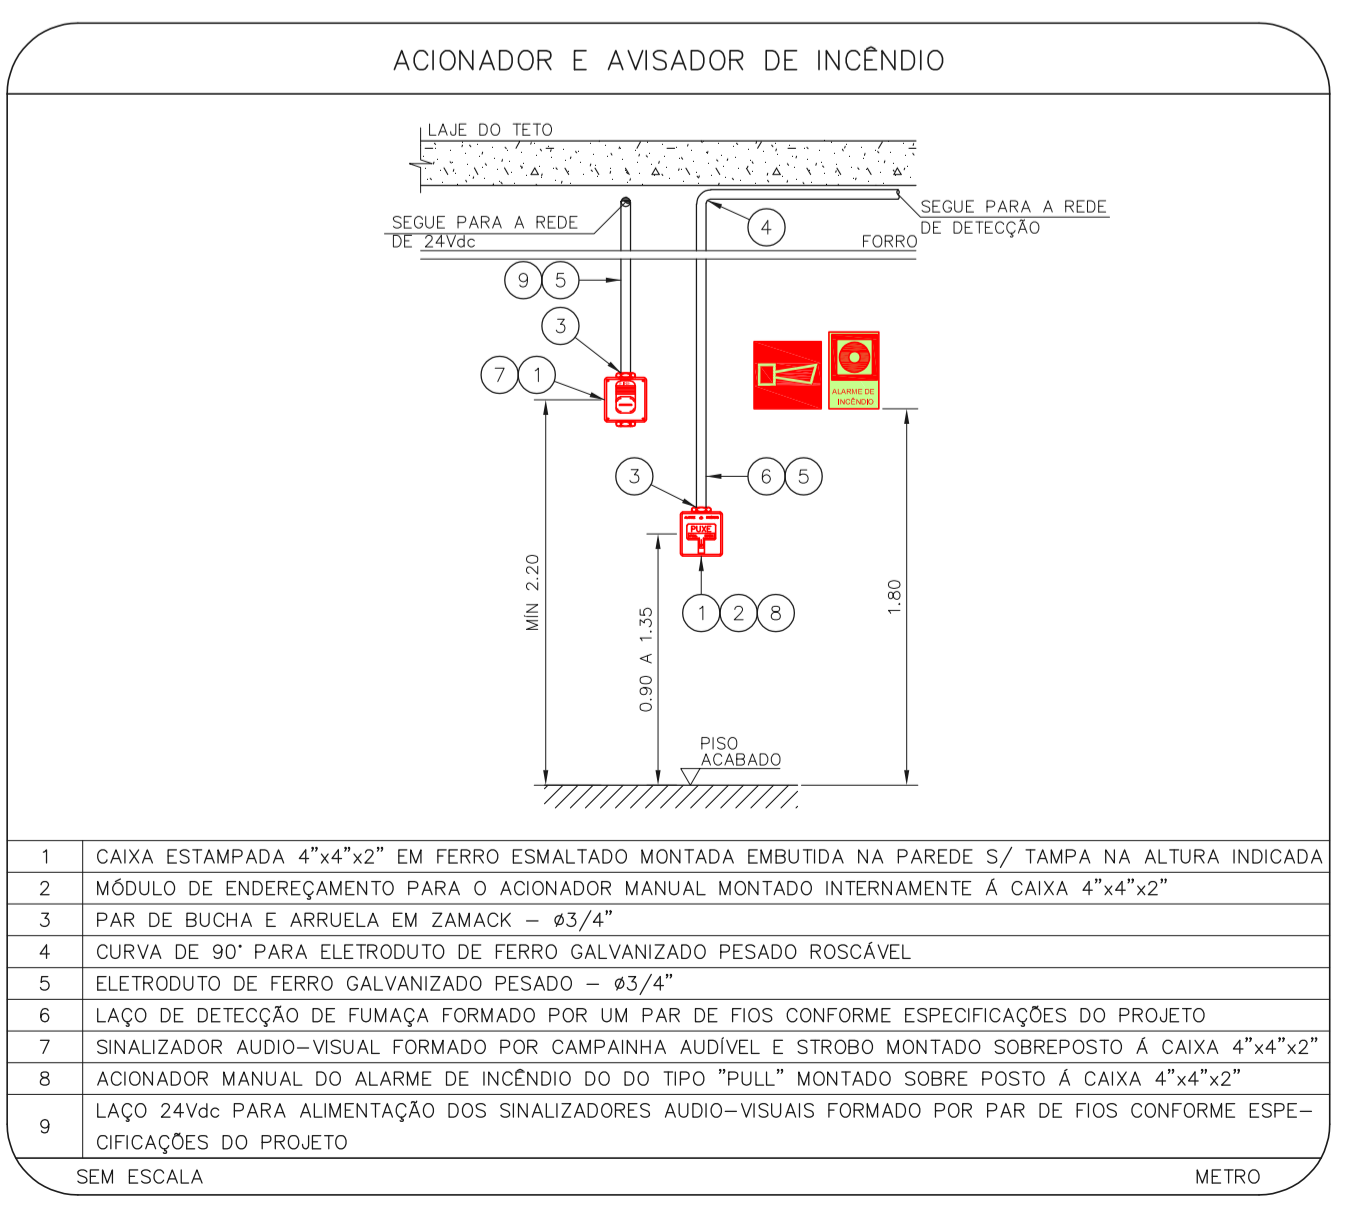 ACIONADOR E AVISADOR DE INCÊNDIO
LAJE DO TETO
SEGUE PARA A REDE
DE 24Vdc
SEGUE PARA A REDE
DE DETECÇÃO
4
FORRO
9 5
3
7 1
ALARME DE
INCÊNDIO
3
6 5
PUXE
1 2 8
MÍN 2.20
0.90 A 1.35
1.80
PISO
ACABADO
1 CAIXA ESTAMPADA 4"x4"x2" EM FERRO ESMALTADO MONTADA EMBUTIDA NA PAREDE S/ TAMPA NA ALTURA INDICADA
2 MÓDULO DE ENDEREÇAMENTO PARA O ACIONADOR MANUAL MONTADO INTERNAMENTE Á CAIXA 4"x4"x2"
3 PAR DE BUCHA E ARRUELA EM ZAMACK – ø3/4"
4 CURVA DE 90° PARA ELETRODUTO DE FERRO GALVANIZADO PESADO ROSCÁVEL
5 ELETRODUTO DE FERRO GALVANIZADO PESADO – ø3/4"
6 LAÇO DE DETECÇÃO DE FUMAÇA FORMADO POR UM PAR DE FIOS CONFORME ESPECIFICAÇÕES DO PROJETO
7 SINALIZADOR AUDIO–VISUAL FORMADO POR CAMPAINHA AUDÍVEL E STROBO MONTADO SOBREPOSTO Á CAIXA 4"x4"x2"
8 ACIONADOR MANUAL DO ALARME DE INCÊNDIO DO DO TIPO "PULL" MONTADO SOBRE POSTO Á CAIXA 4"x4"x2"
9 LAÇO 24Vdc PARA ALIMENTAÇÃO DOS SINALIZADORES AUDIO–VISUAIS FORMADO POR PAR DE FIOS CONFORME ESPE–
CIFICAÇÕES DO PROJETO
SEM ESCALA
METRO